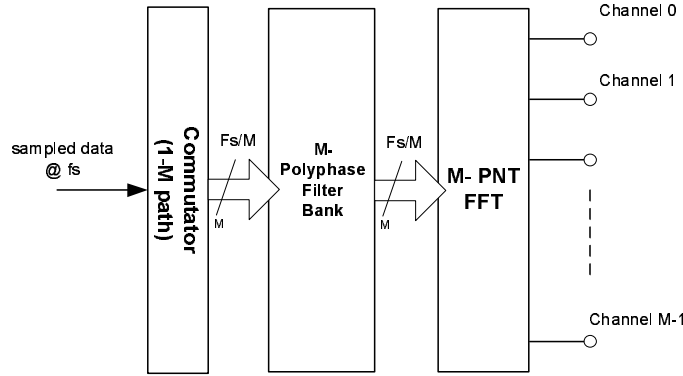 sampled data
@ fs
Commutator
(1-M path)
Fs/M
M
M-
Polyphase
Filter
Bank
Fs/M
M
M- PNT
FFT
Channel 0
Channel 1
Channel M-1